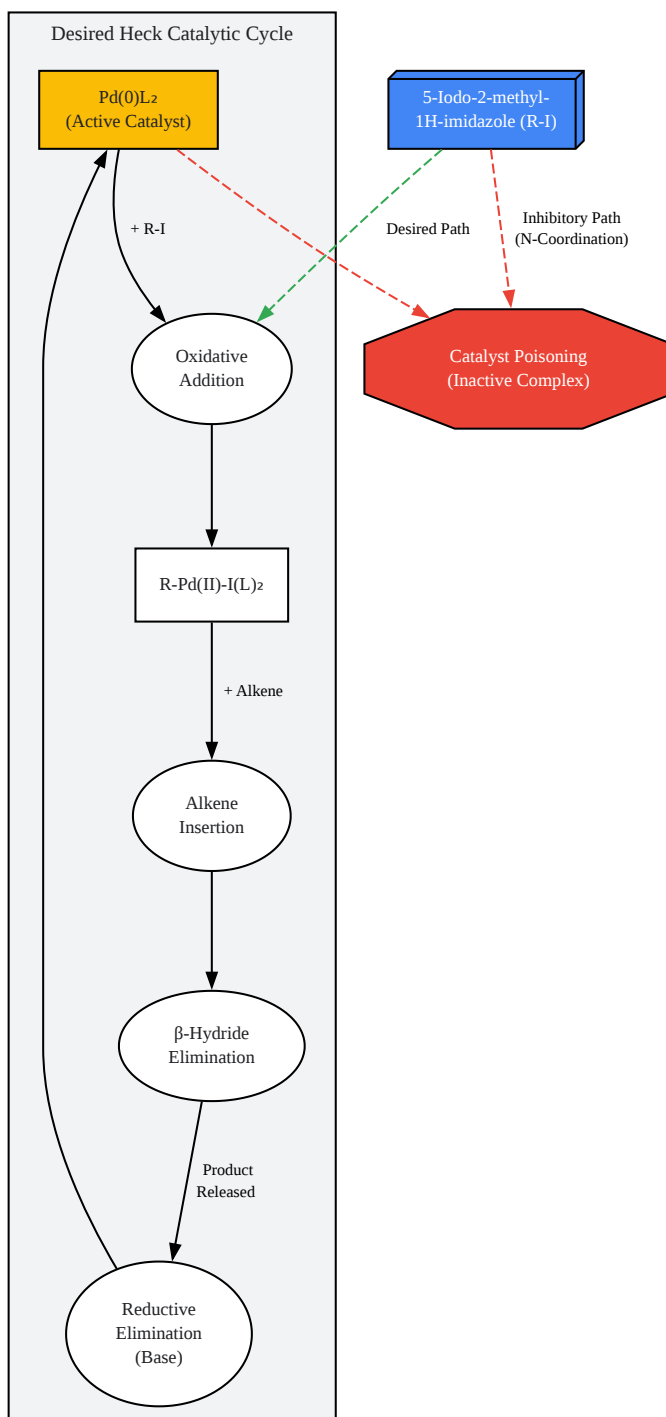 Desired Heck Catalytic Cycle
Pd(0)L₂
(Active Catalyst)
5-Iodo-2-methyl-
1H-imidazole (R-I)
+ R-I
Desired Path
Inhibitory Path
(N-Coordination)
Oxidative
Addition
Catalyst Poisoning
(Inactive Complex)
R-Pd(II)-I(L)₂
+ Alkene
Alkene
Insertion
β-Hydride
Elimination
Product
Released
Reductive
Elimination
(Base)